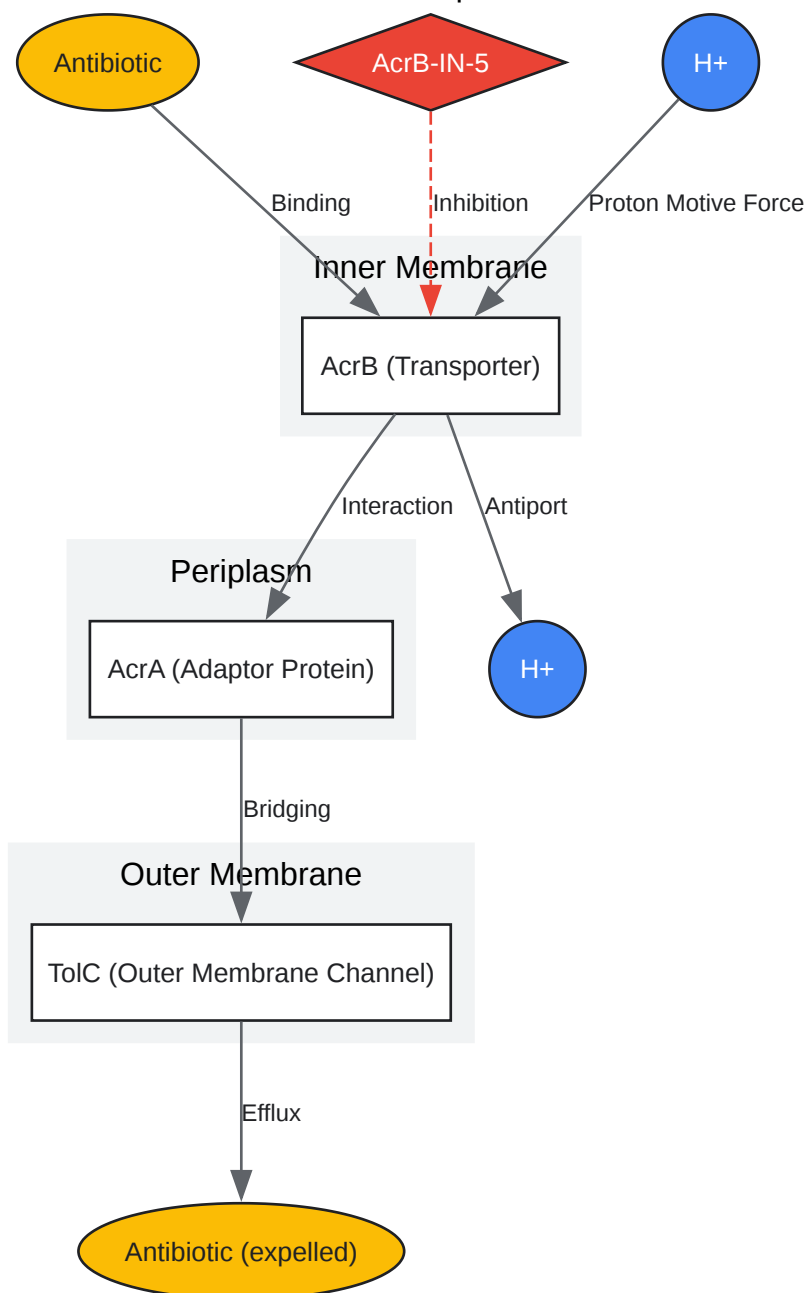 Antibiotic
AcrB-IN-5
H+
Binding
Inhibition
Proton Motive Force
Inner Membrane
AcrB (Transporter)
Interaction
Antiport
Periplasm
AcrA (Adaptor Protein)
H+
Bridging
Outer Membrane
TolC (Outer Membrane Channel)
Efflux
Antibiotic (expelled)